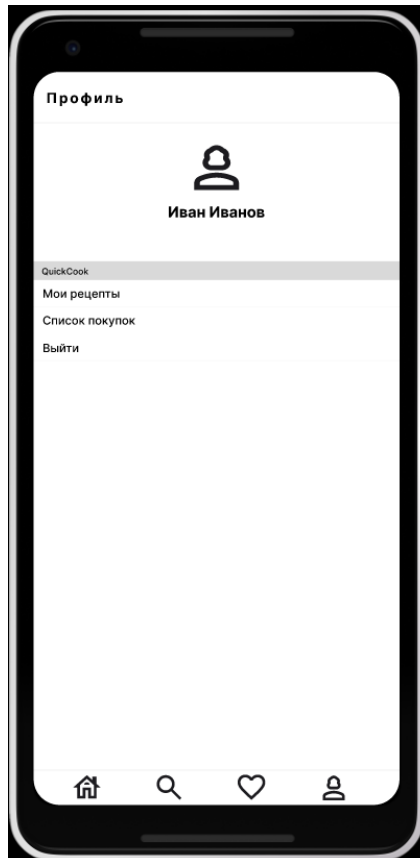 Профиль
Иван Иванов
QuickCook
Мои рецепты
Список покупок
Выйти